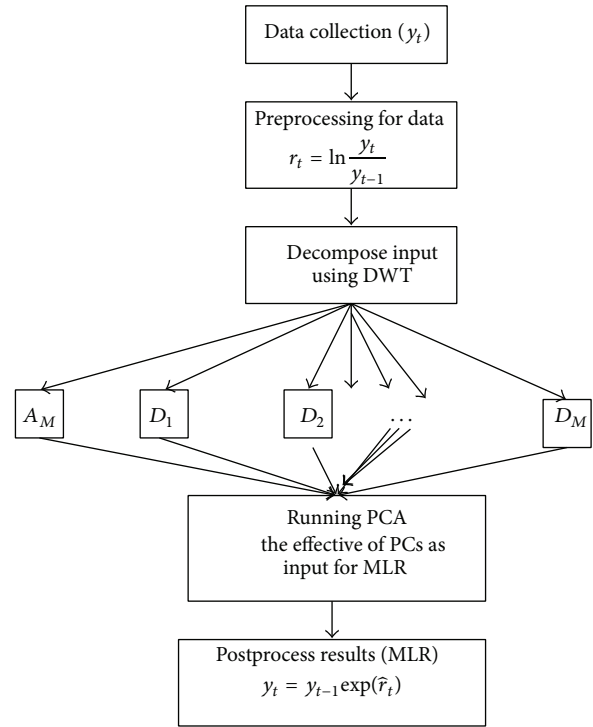 Data collection (y_t)
Preprocessing for data
r_t = ln y_t / y_{t−1}
Decompose input
using DWT
A_M D_1 D_2 ... D_M
Running PCA
the effective of PCs as
input for MLR
Postprocess results (MLR)
y_t = y_{t−1} exp(r̂_t)